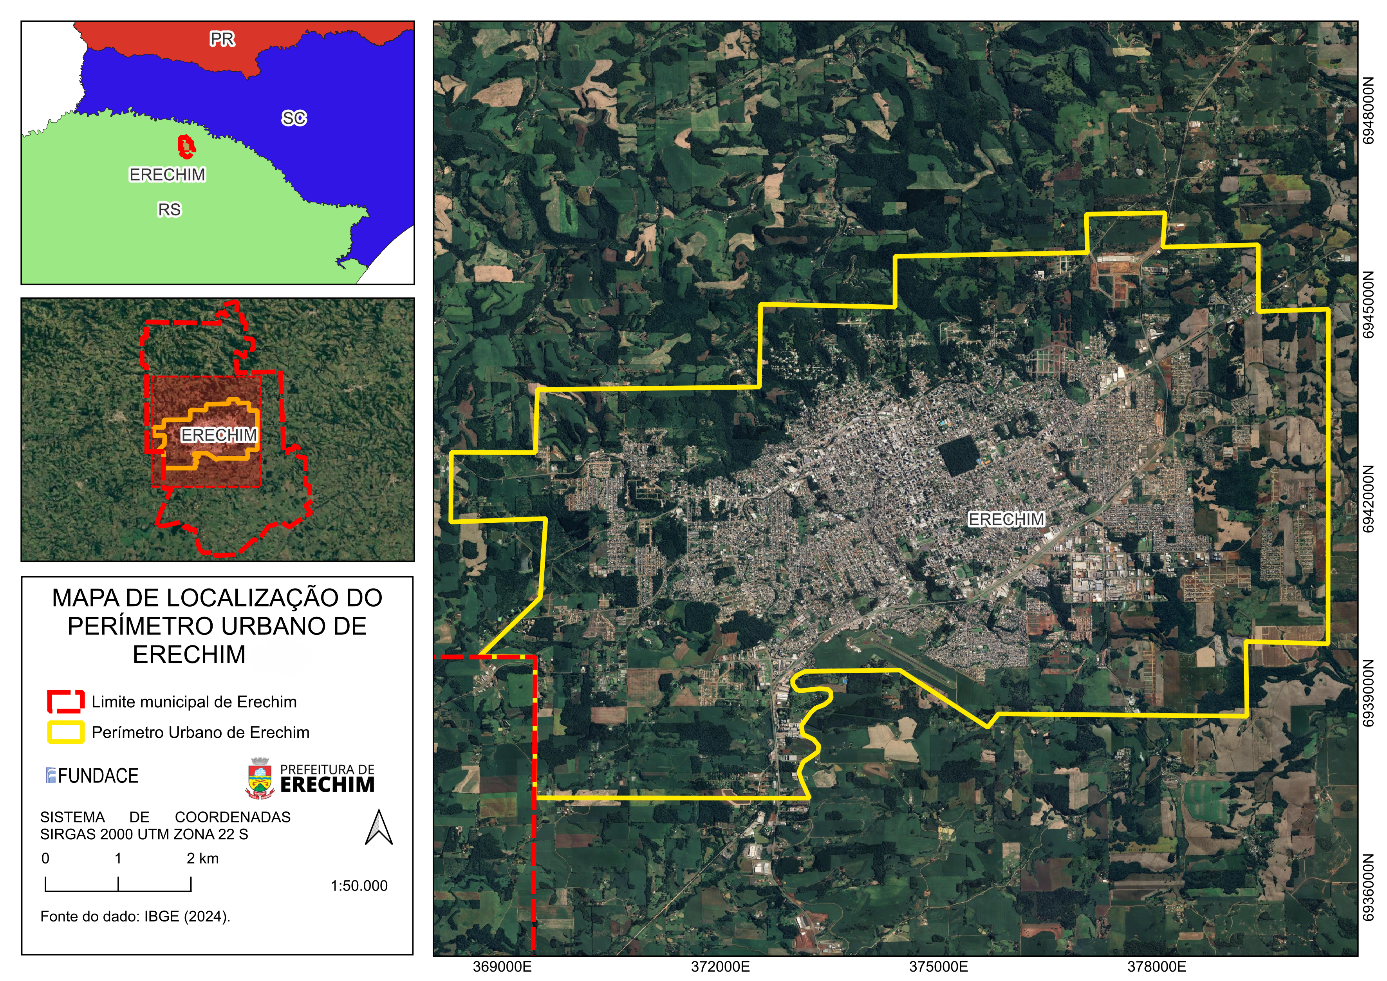 PR
SC
ERECHIM
RS
ERECHIM
MAPA DE LOCALIZAÇÃO DO
PERÍMETRO URBANO DE
ERECHIM
Limite municipal de Erechim
Perímetro Urbano de Erechim
FUNDACE
PREFEITURA DE
ERECHIM
SISTEMA DE COORDENADAS
SIRGAS 2000 UTM ZONA 22 S
0 1 2 km
1:50.000
Fonte do dado: IBGE (2024).
ERECHIM
6948000N
6945000N
6942000N
6939000N
6936000N
369000E 372000E 375000E 378000E